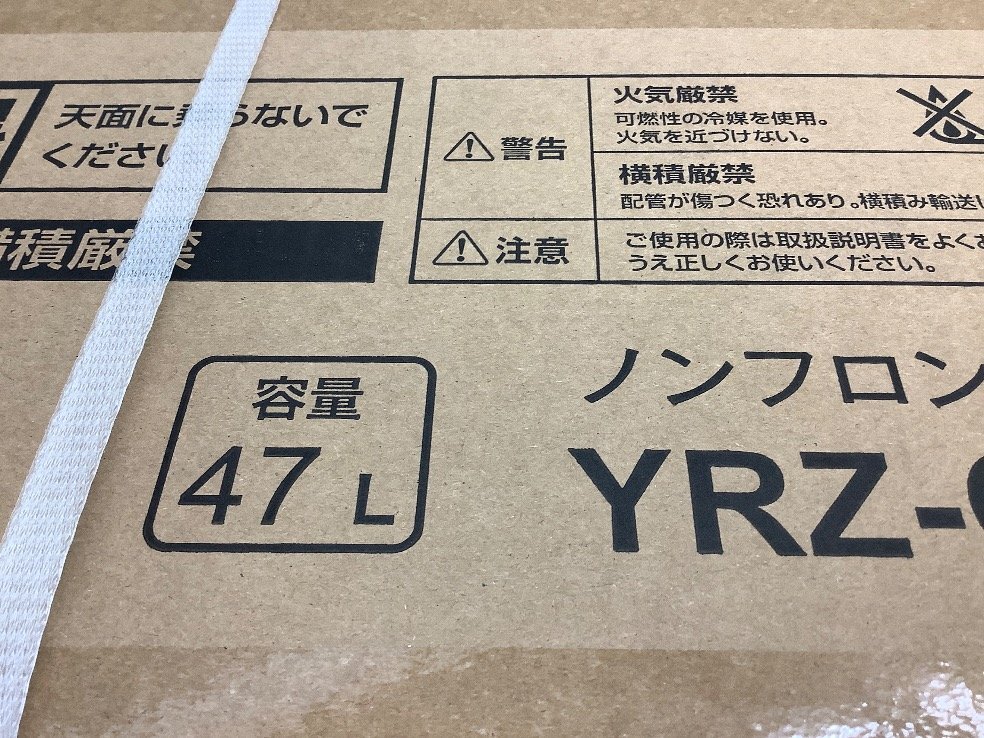 天面に乗らないで
ください
横積厳禁
警告
火気厳禁
可燃性の冷媒を使用。
火気を近づけない。
横積厳禁
配管が傷つく恐れあり。横積み輸送
注意
ご使用の際は取扱説明書をよく
うえ正しくお使いください。
容量
47 L
ノンフロン
YRZ-